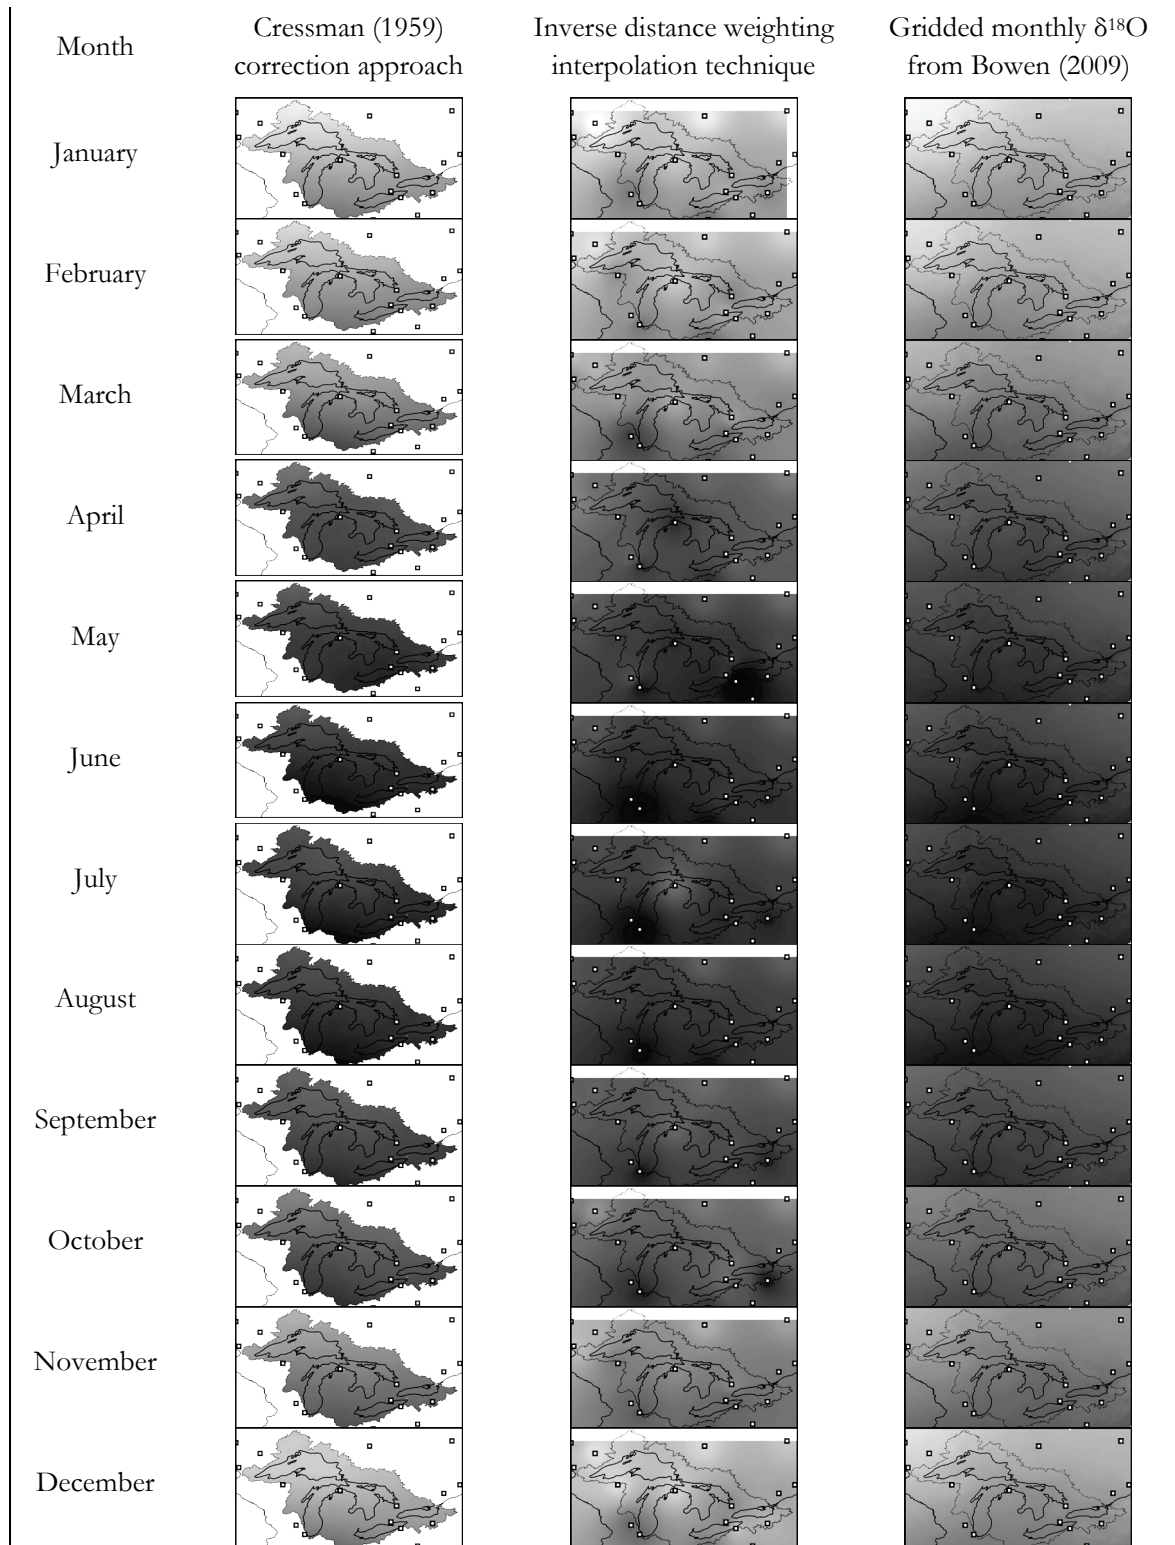 Month
Cressman (1959)
correction approach
Inverse distance weighting
interpolation technique
Gridded monthly δ¹⁸O
from Bowen (2009)
January
February
March
April
May
June
July
August
September
October
November
December